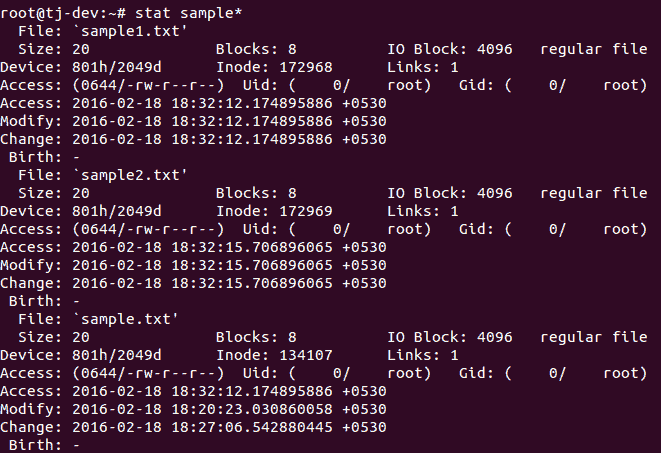 root@tj-dev:~# stat sample*
  File: `sample1.txt'
  Size: 20              Blocks: 8          IO Block: 4096   regular file
Device: 801h/2049d      Inode: 172968      Links: 1
Access: (0644/-rw-r--r--)  Uid: (    0/    root)   Gid: (    0/    root)
Access: 2016-02-18 18:32:12.174895886 +0530
Modify: 2016-02-18 18:32:12.174895886 +0530
Change: 2016-02-18 18:32:12.174895886 +0530
 Birth: -
  File: `sample2.txt'
  Size: 20              Blocks: 8          IO Block: 4096   regular file
Device: 801h/2049d      Inode: 172969      Links: 1
Access: (0644/-rw-r--r--)  Uid: (    0/    root)   Gid: (    0/    root)
Access: 2016-02-18 18:32:15.706896065 +0530
Modify: 2016-02-18 18:32:15.706896065 +0530
Change: 2016-02-18 18:32:15.706896065 +0530
 Birth: -
  File: `sample.txt'
  Size: 20              Blocks: 8          IO Block: 4096   regular file
Device: 801h/2049d      Inode: 134107      Links: 1
Access: (0644/-rw-r--r--)  Uid: (    0/    root)   Gid: (    0/    root)
Access: 2016-02-18 18:32:12.174895886 +0530
Modify: 2016-02-18 18:20:23.030860058 +0530
Change: 2016-02-18 18:27:06.542880445 +0530
 Birth: -